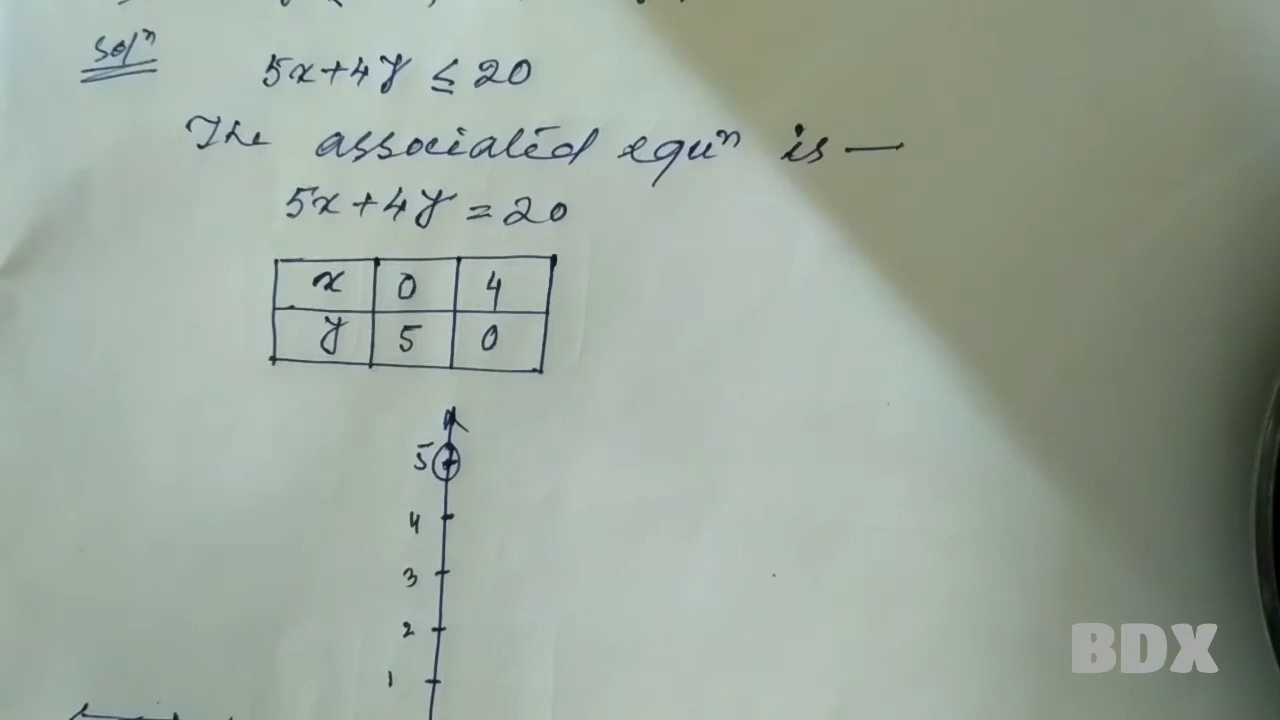 Solⁿ
5x+4y ≤ 20
The associated equⁿ is —
5x+4y = 20
x 0 4
y 5 0
5
4
3
2
1
BDX